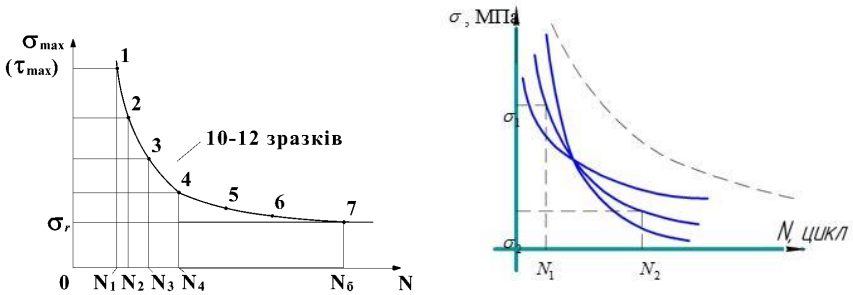 σmax
(τmax)
1
2
3
10-12 зразків
4
5
6
7
σr
0
N1 N2 N3 N4
Nб
N
σ, МПа
σ1
σ2
N, цикл
N1
N2